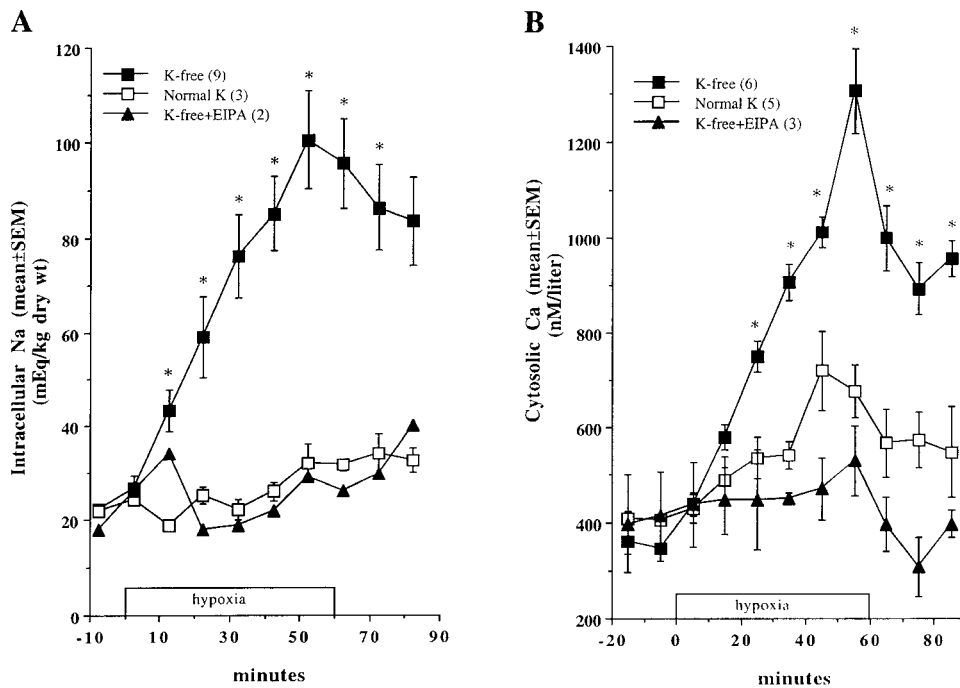 A
Intracellular Na (mean±SEM)
(mEq/kg dry wt)
120
100
80
60
40
20
0
K-free (9)
Normal K (3)
K-free+EIPA (2)
* * * * * * *
hypoxia
-10 10 30 50 70 90
minutes
B
Cytosolic Ca (mean±SEM)
(nM/liter)
1400
1200
1000
800
600
400
200
K-free (6)
Normal K (5)
K-free+EIPA (3)
* * * * * * *
hypoxia
-20 0 20 40 60 80
minutes